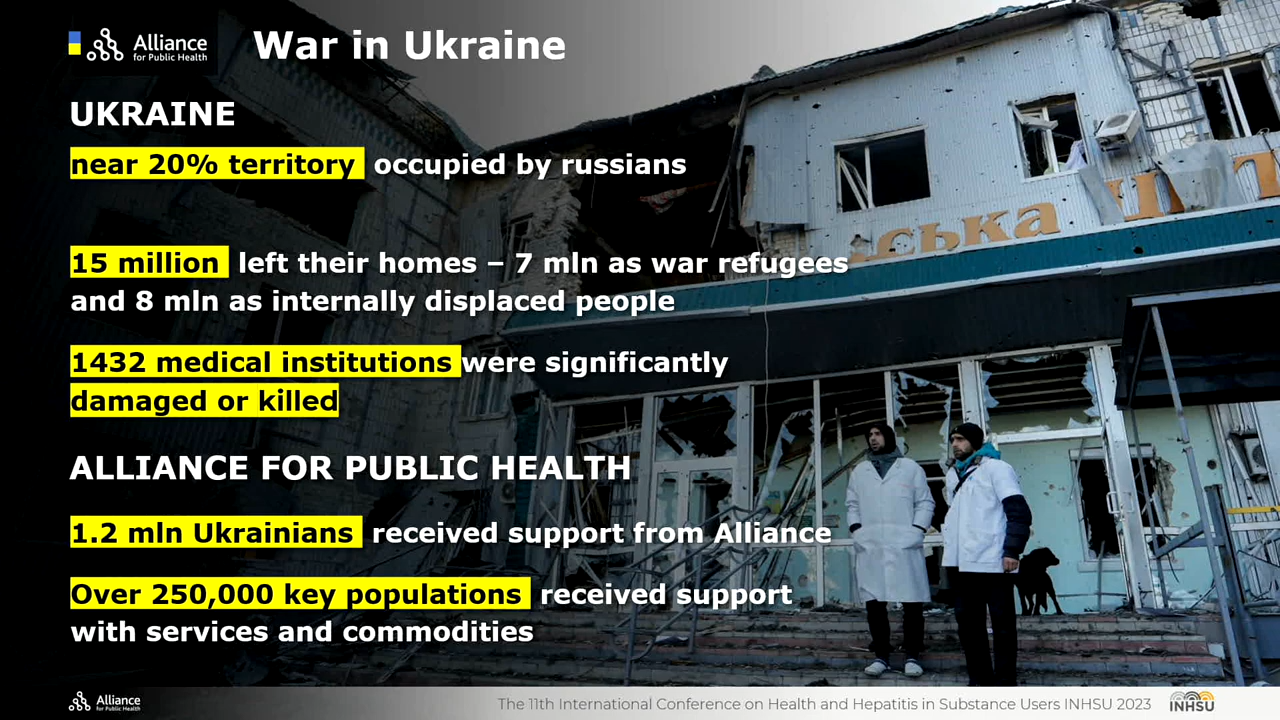 Alliance
for Public Health
War in Ukraine
UKRAINE
near 20% territory occupied by russians
15 million left their homes – 7 mln as war refugees
and 8 mln as internally displaced people
1432 medical institutions were significantly
damaged or killed
ALLIANCE FOR PUBLIC HEALTH
1.2 mln Ukrainians received support from Alliance
Over 250,000 key populations received support
with services and commodities
ська
Alliance
for Public Health
The 11th International Conference on Health and Hepatitis in Substance Users INHSU 2023
INHSU